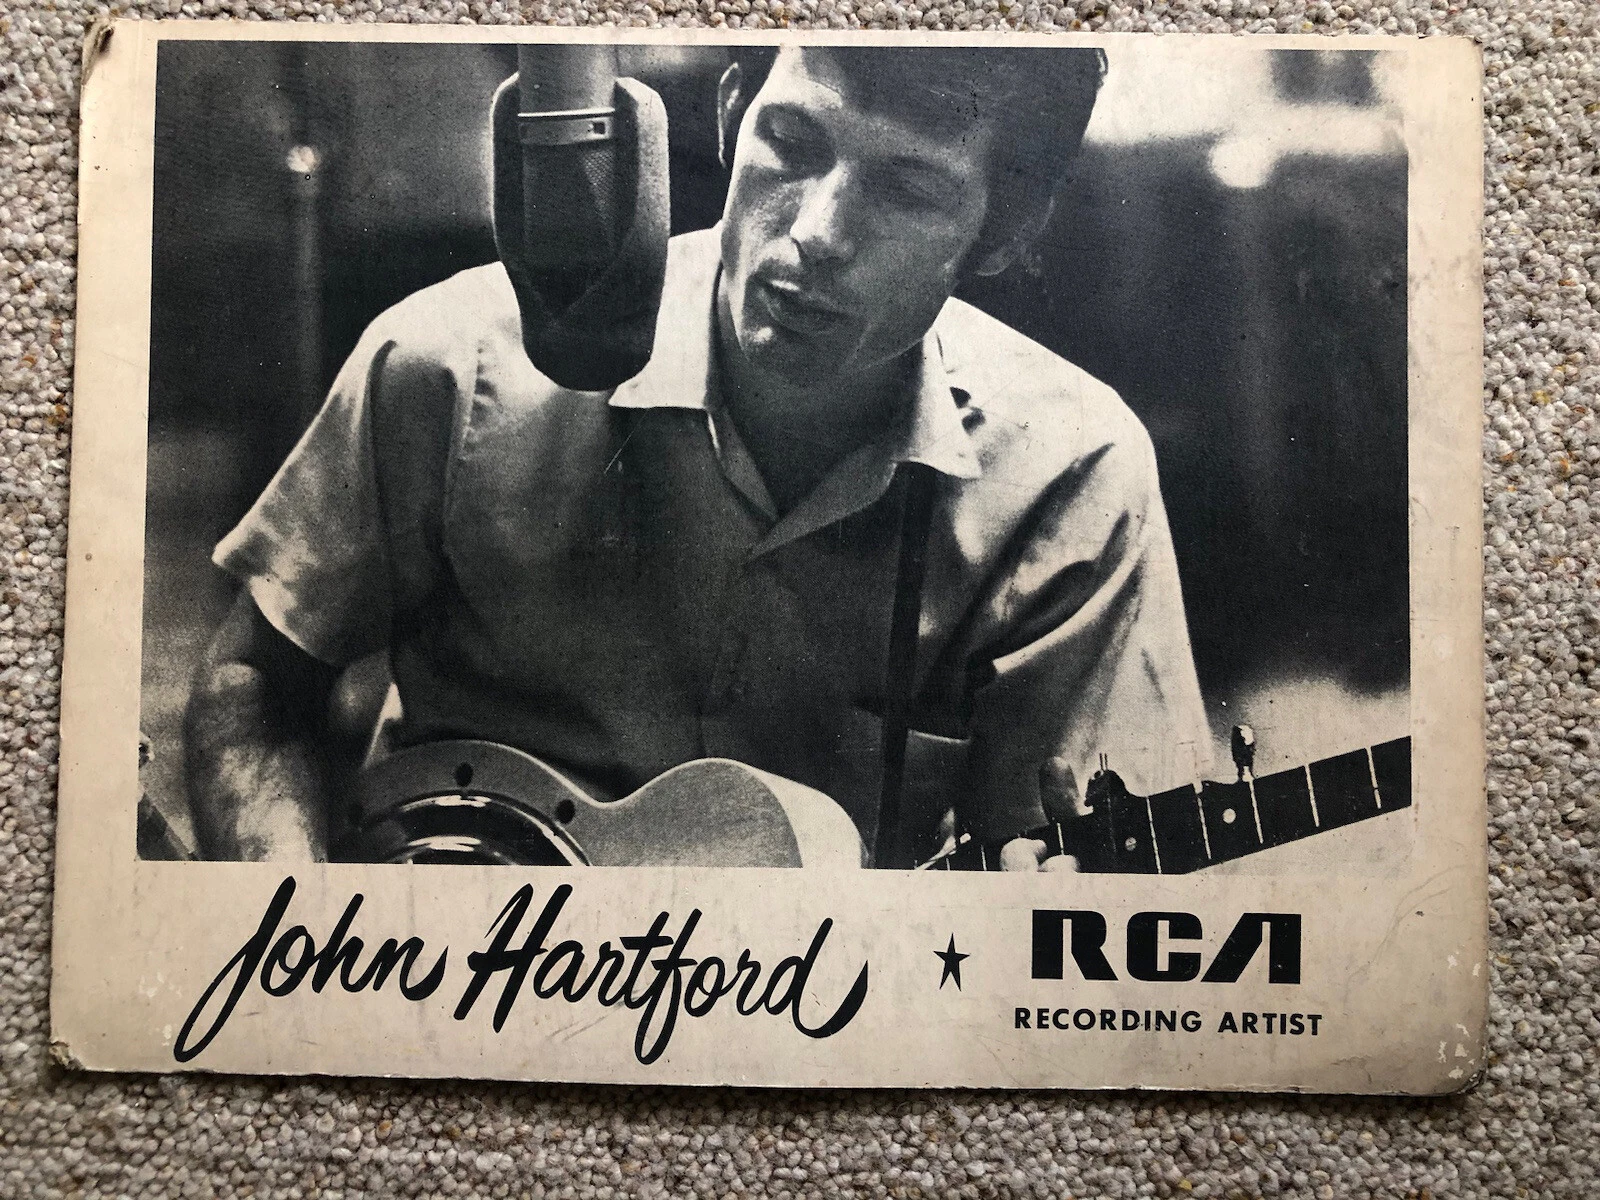 John Hartford ★ RCA
RECORDING ARTIST